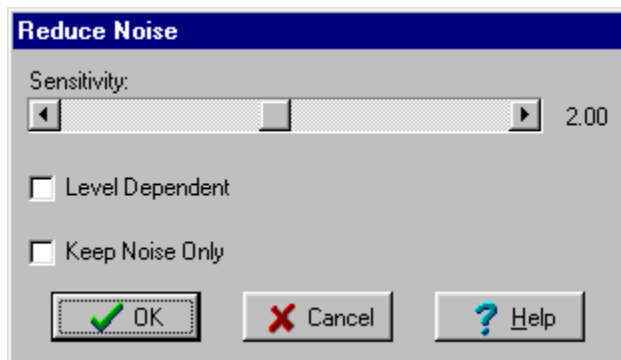 Reduce Noise
Sensitivity:
2.00
Level Dependent
Keep Noise Only
OK Cancel Help